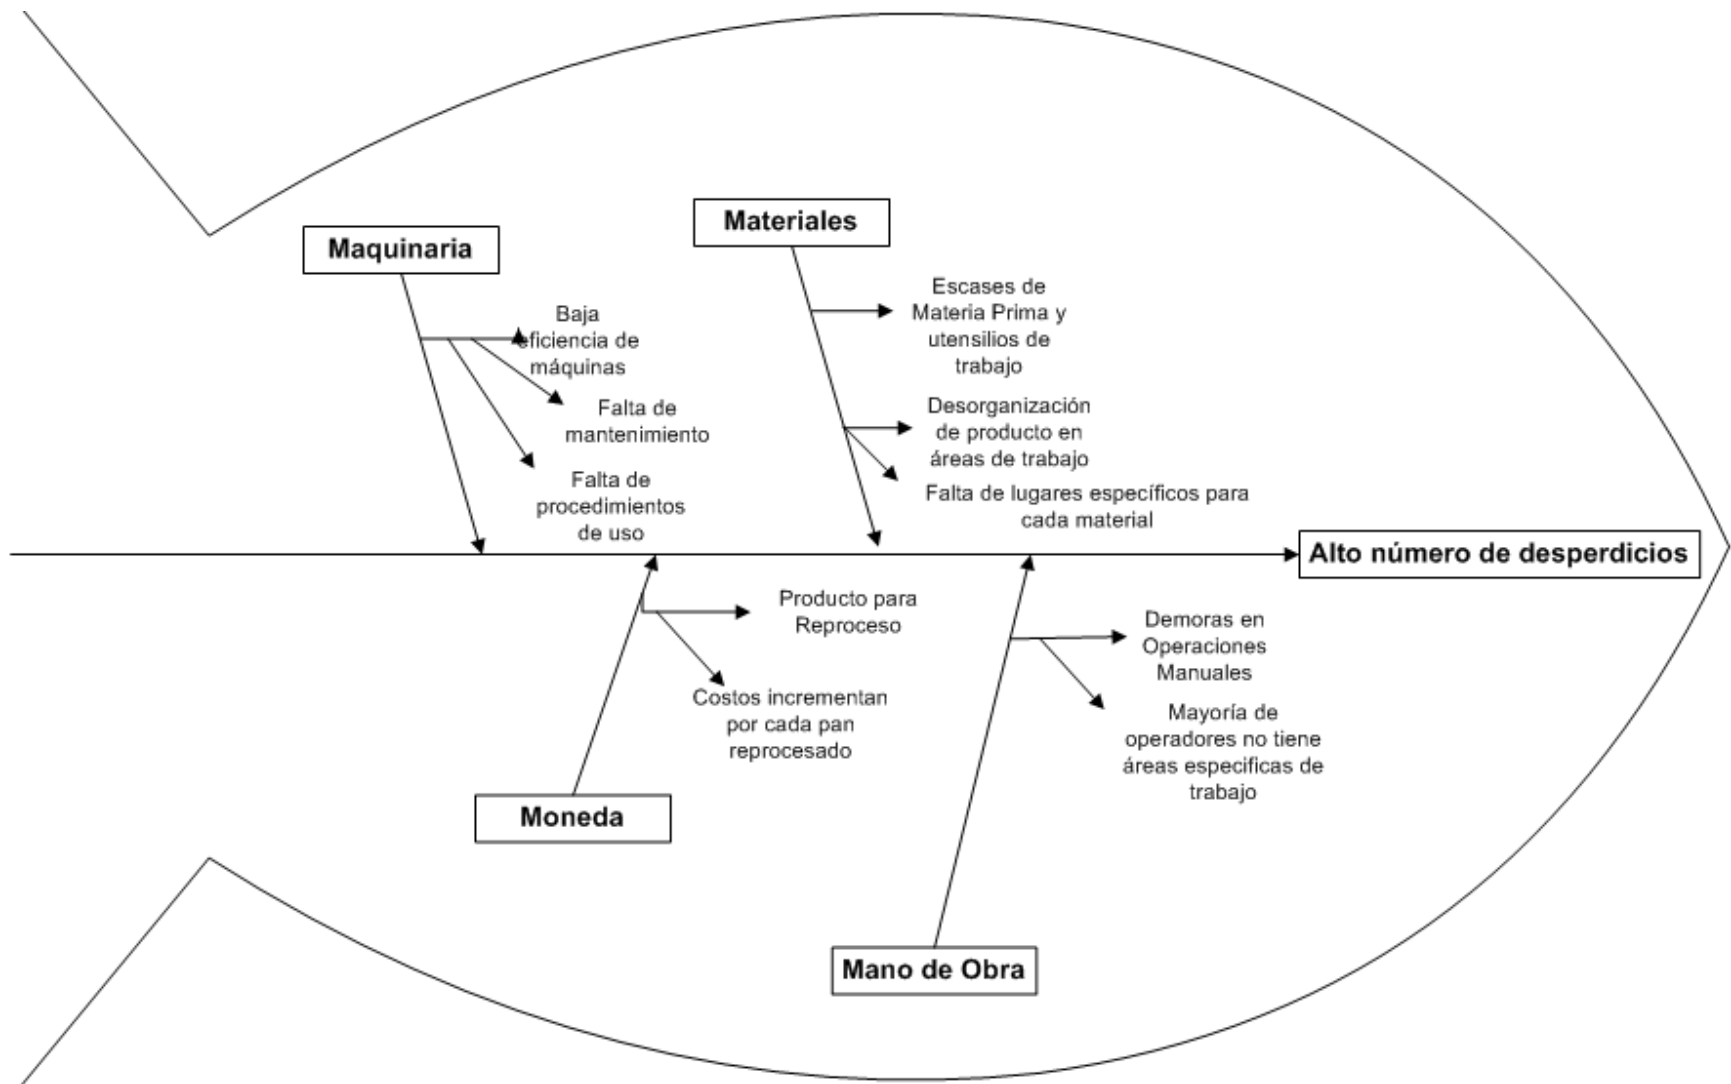 Maquinaria
Baja
eficiencia de
máquinas
Falta de
mantenimiento
Falta de
procedimientos
de uso
Materiales
Escases de
Materia Prima y
utensilios de
trabajo
Desorganización
de producto en
áreas de trabajo
Falta de lugares específicos para
cada material
Alto número de desperdicios
Producto para
Reproceso
Costos incrementan
por cada pan
reprocesado
Moneda
Demoras en
Operaciones
Manuales
Mayoría de
operadores no tiene
áreas especificas de
trabajo
Mano de Obra